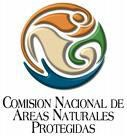 COMISION NACIONAL DE
AREAS NATURALES
PROTEGIDAS